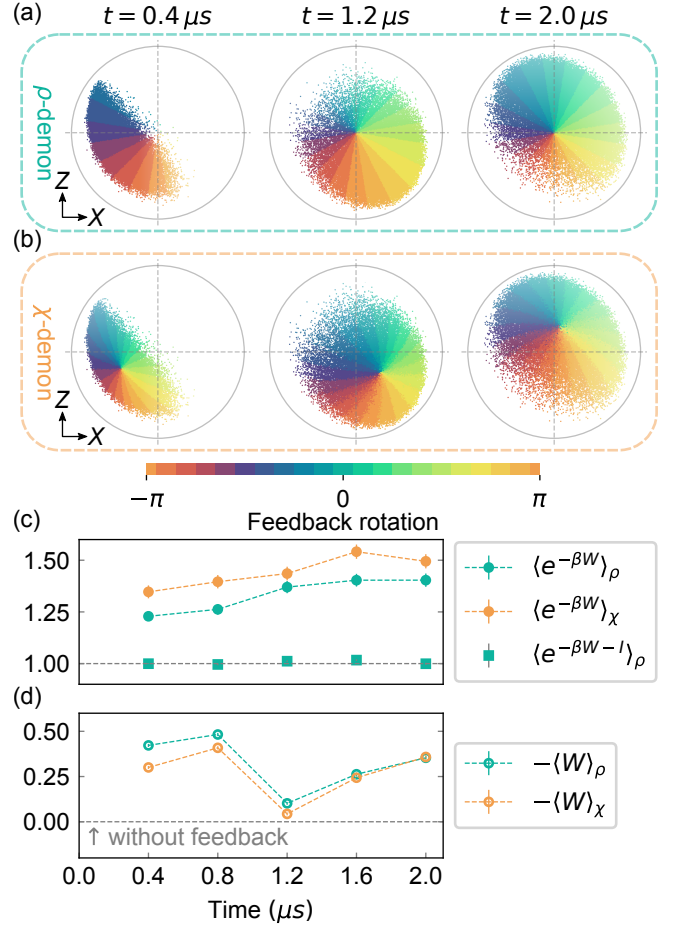 (a) t = 0.4 μs t = 1.2 μs t = 2.0 μs
ρ-demon
Z
X
(b)
χ-demon
Z
X
−π 0 π
Feedback rotation
(c)
1.50
1.25
1.00
⟨e^{−βW}⟩_ρ
⟨e^{−βW}⟩_χ
⟨e^{−βW−I}⟩_ρ
(d)
0.50
0.25
0.00
↑ without feedback
−⟨W⟩_ρ
−⟨W⟩_χ
0.0 0.4 0.8 1.2 1.6 2.0
Time (μs)